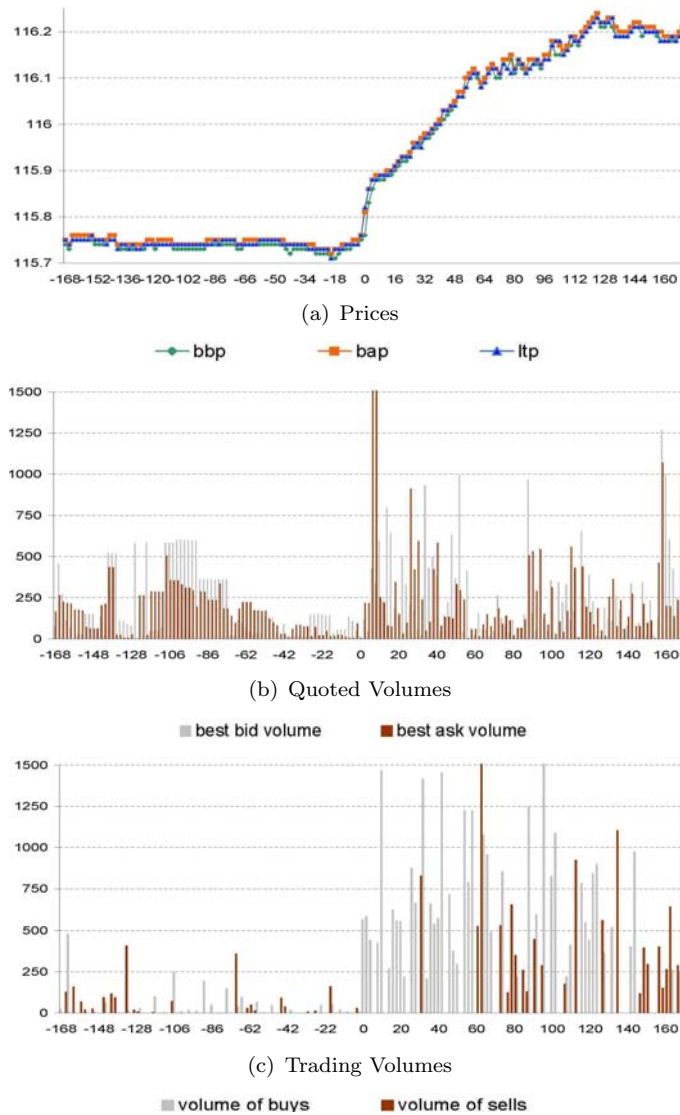 116.2
116.1
116
115.9
115.8
115.7
-168 -152 -136 -120 -102 -86 -66 -50 -34 -18 0 16 32 48 64 80 96 112 128 144 160
(a) Prices
bbp bap ltp
1500
1250
1000
750
500
250
0
-168 -148 -128 -106 -86 -62 -42 -22 0 20 40 60 80 100 120 140 160
(b) Quoted Volumes
best bid volume best ask volume
1500
1250
1000
750
500
250
0
-168 -148 -128 -106 -86 -62 -42 -22 0 20 40 60 80 100 120 140 160
(c) Trading Volumes
volume of buys volume of sells